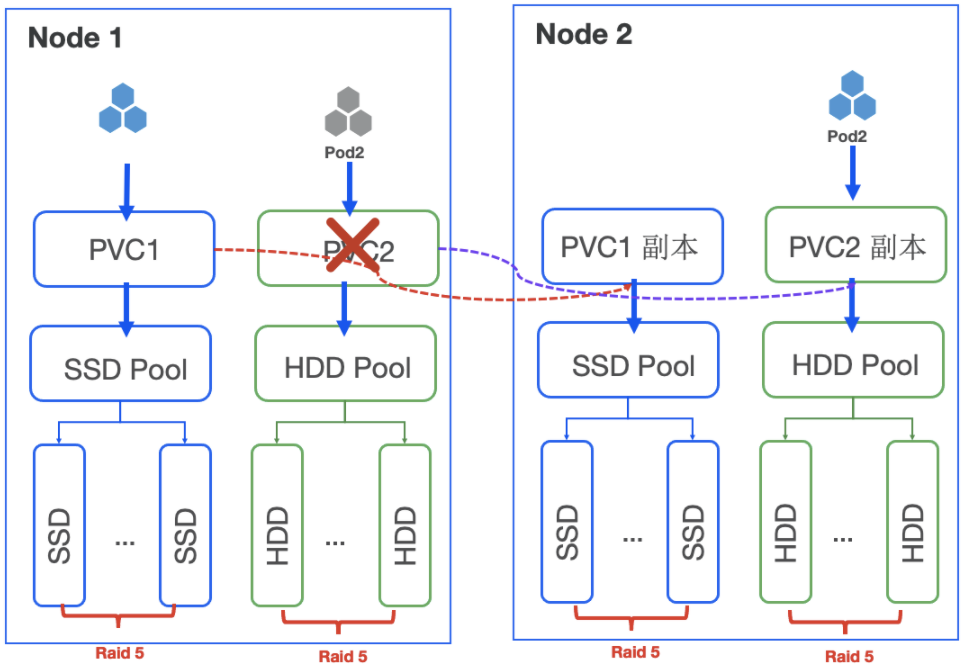 Node 1
Pod2
PVC1
PVC2
SSD Pool
HDD Pool
SSD
...
SSD
HDD
...
HDD
Raid 5
Raid 5
Node 2
Pod2
PVC1 副本
PVC2 副本
SSD Pool
HDD Pool
SSD
...
SSD
HDD
...
HDD
Raid 5
Raid 5